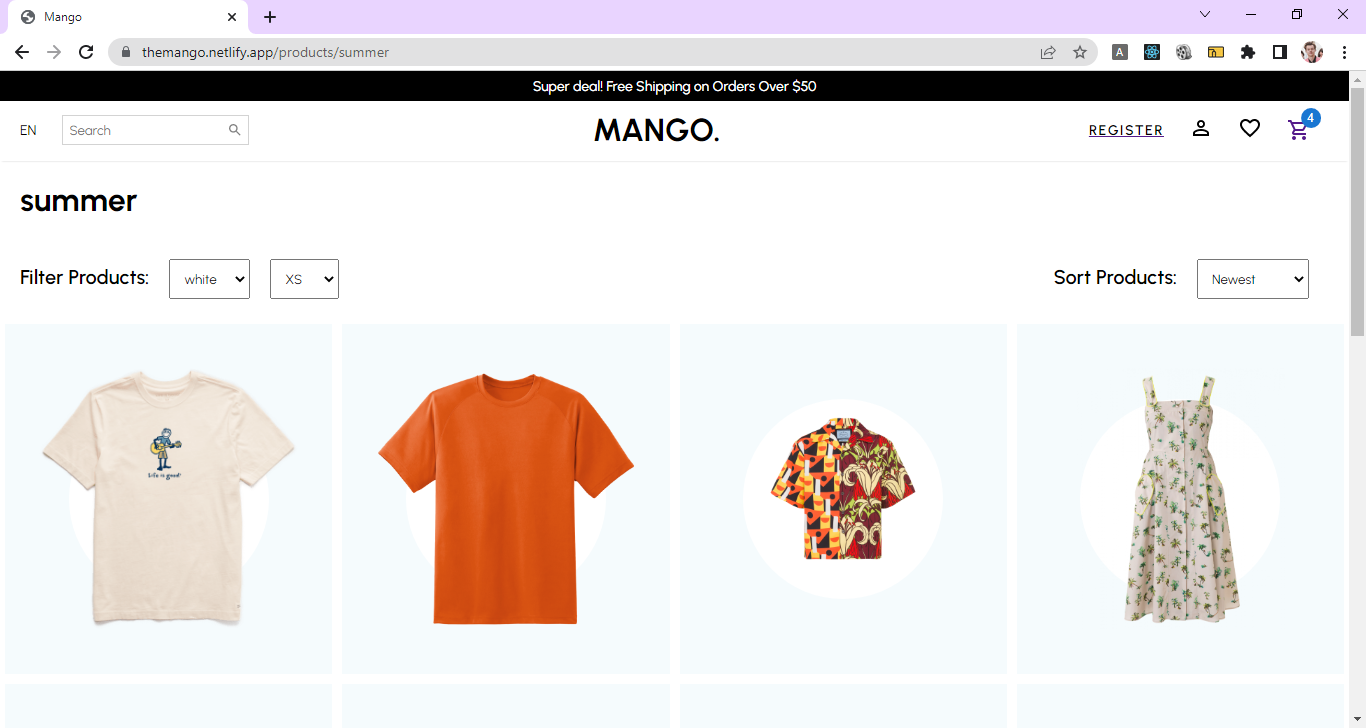 Mango
themango.netlify.app/products/summer
A
Super deal! Free Shipping on Orders Over $50
EN
Search
MANGO.
REGISTER
4
summer
Filter Products:
white
XS
Sort Products:
Newest
Life is good!